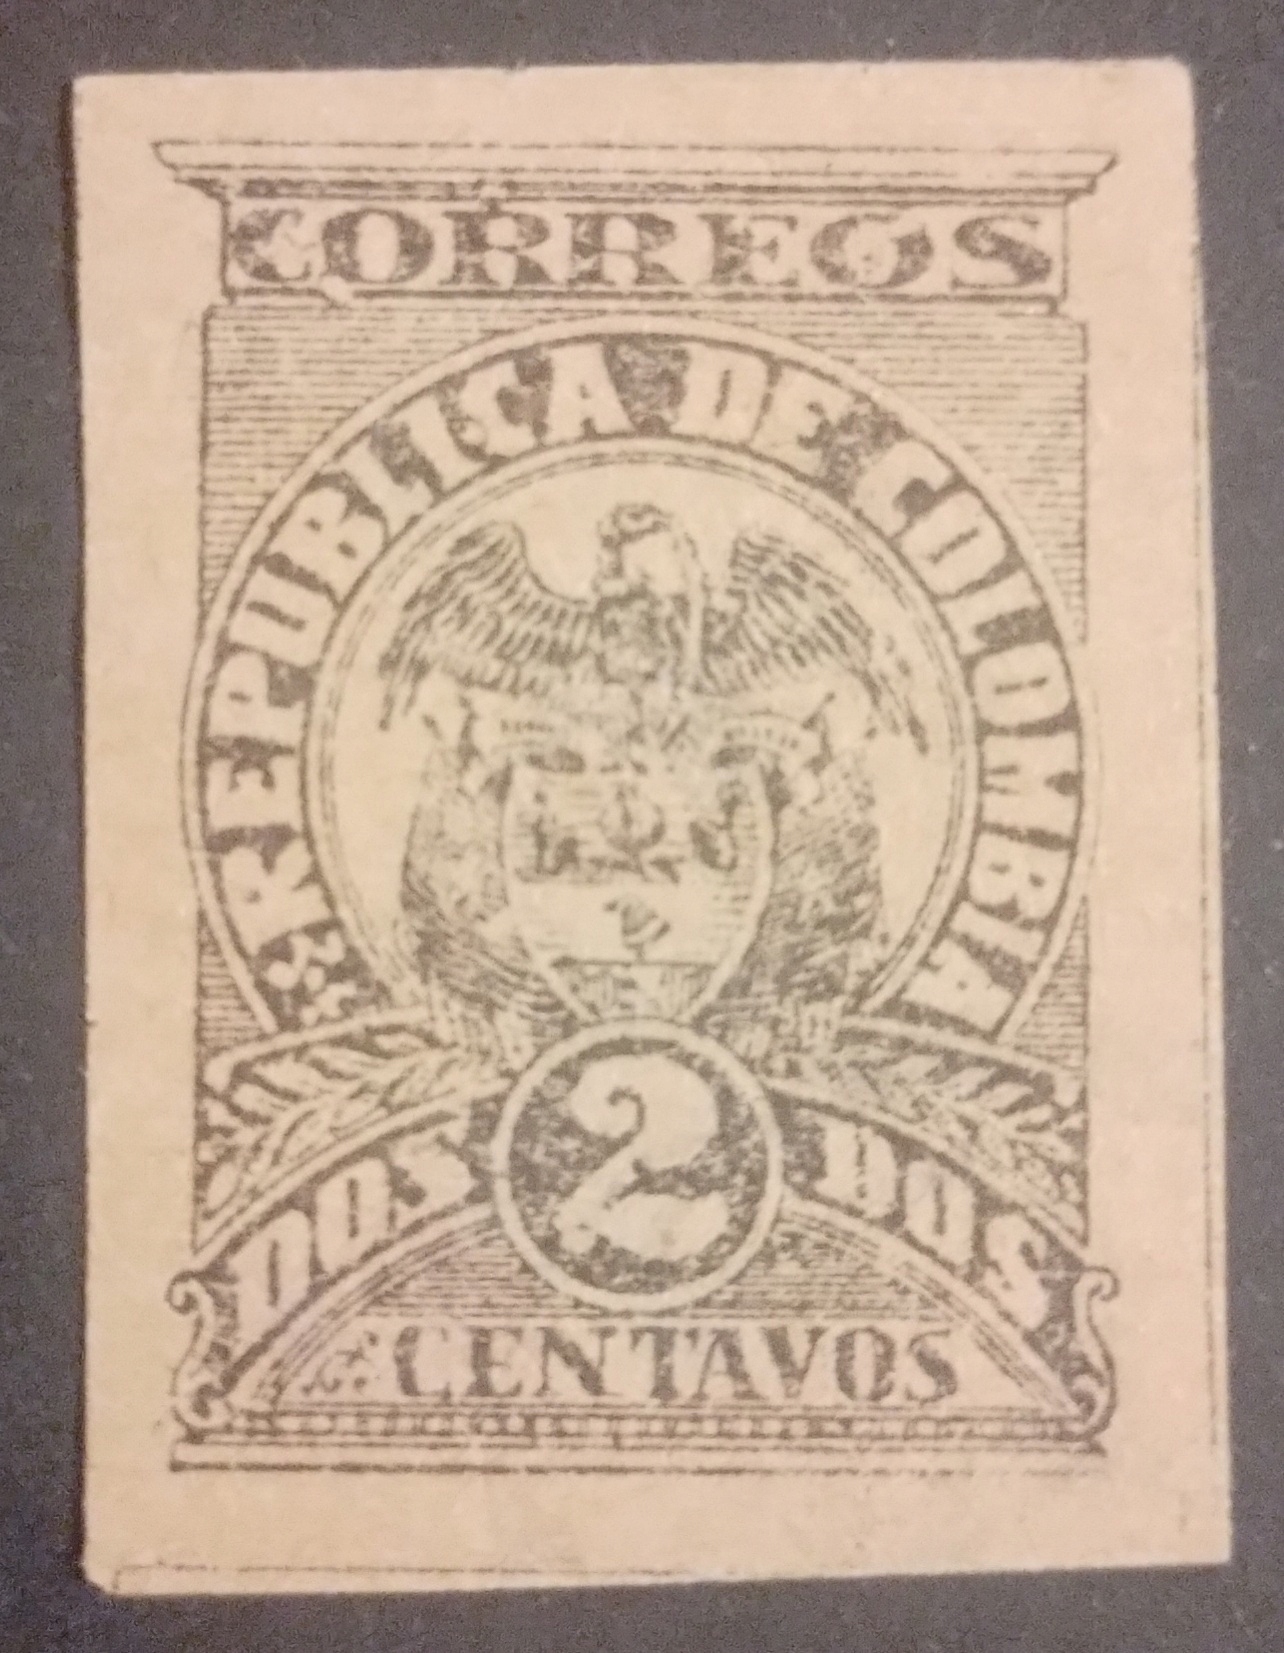 CORREOS
REPUBLICA DE COLOMBIA
DOS 2 DOS
CENTAVOS